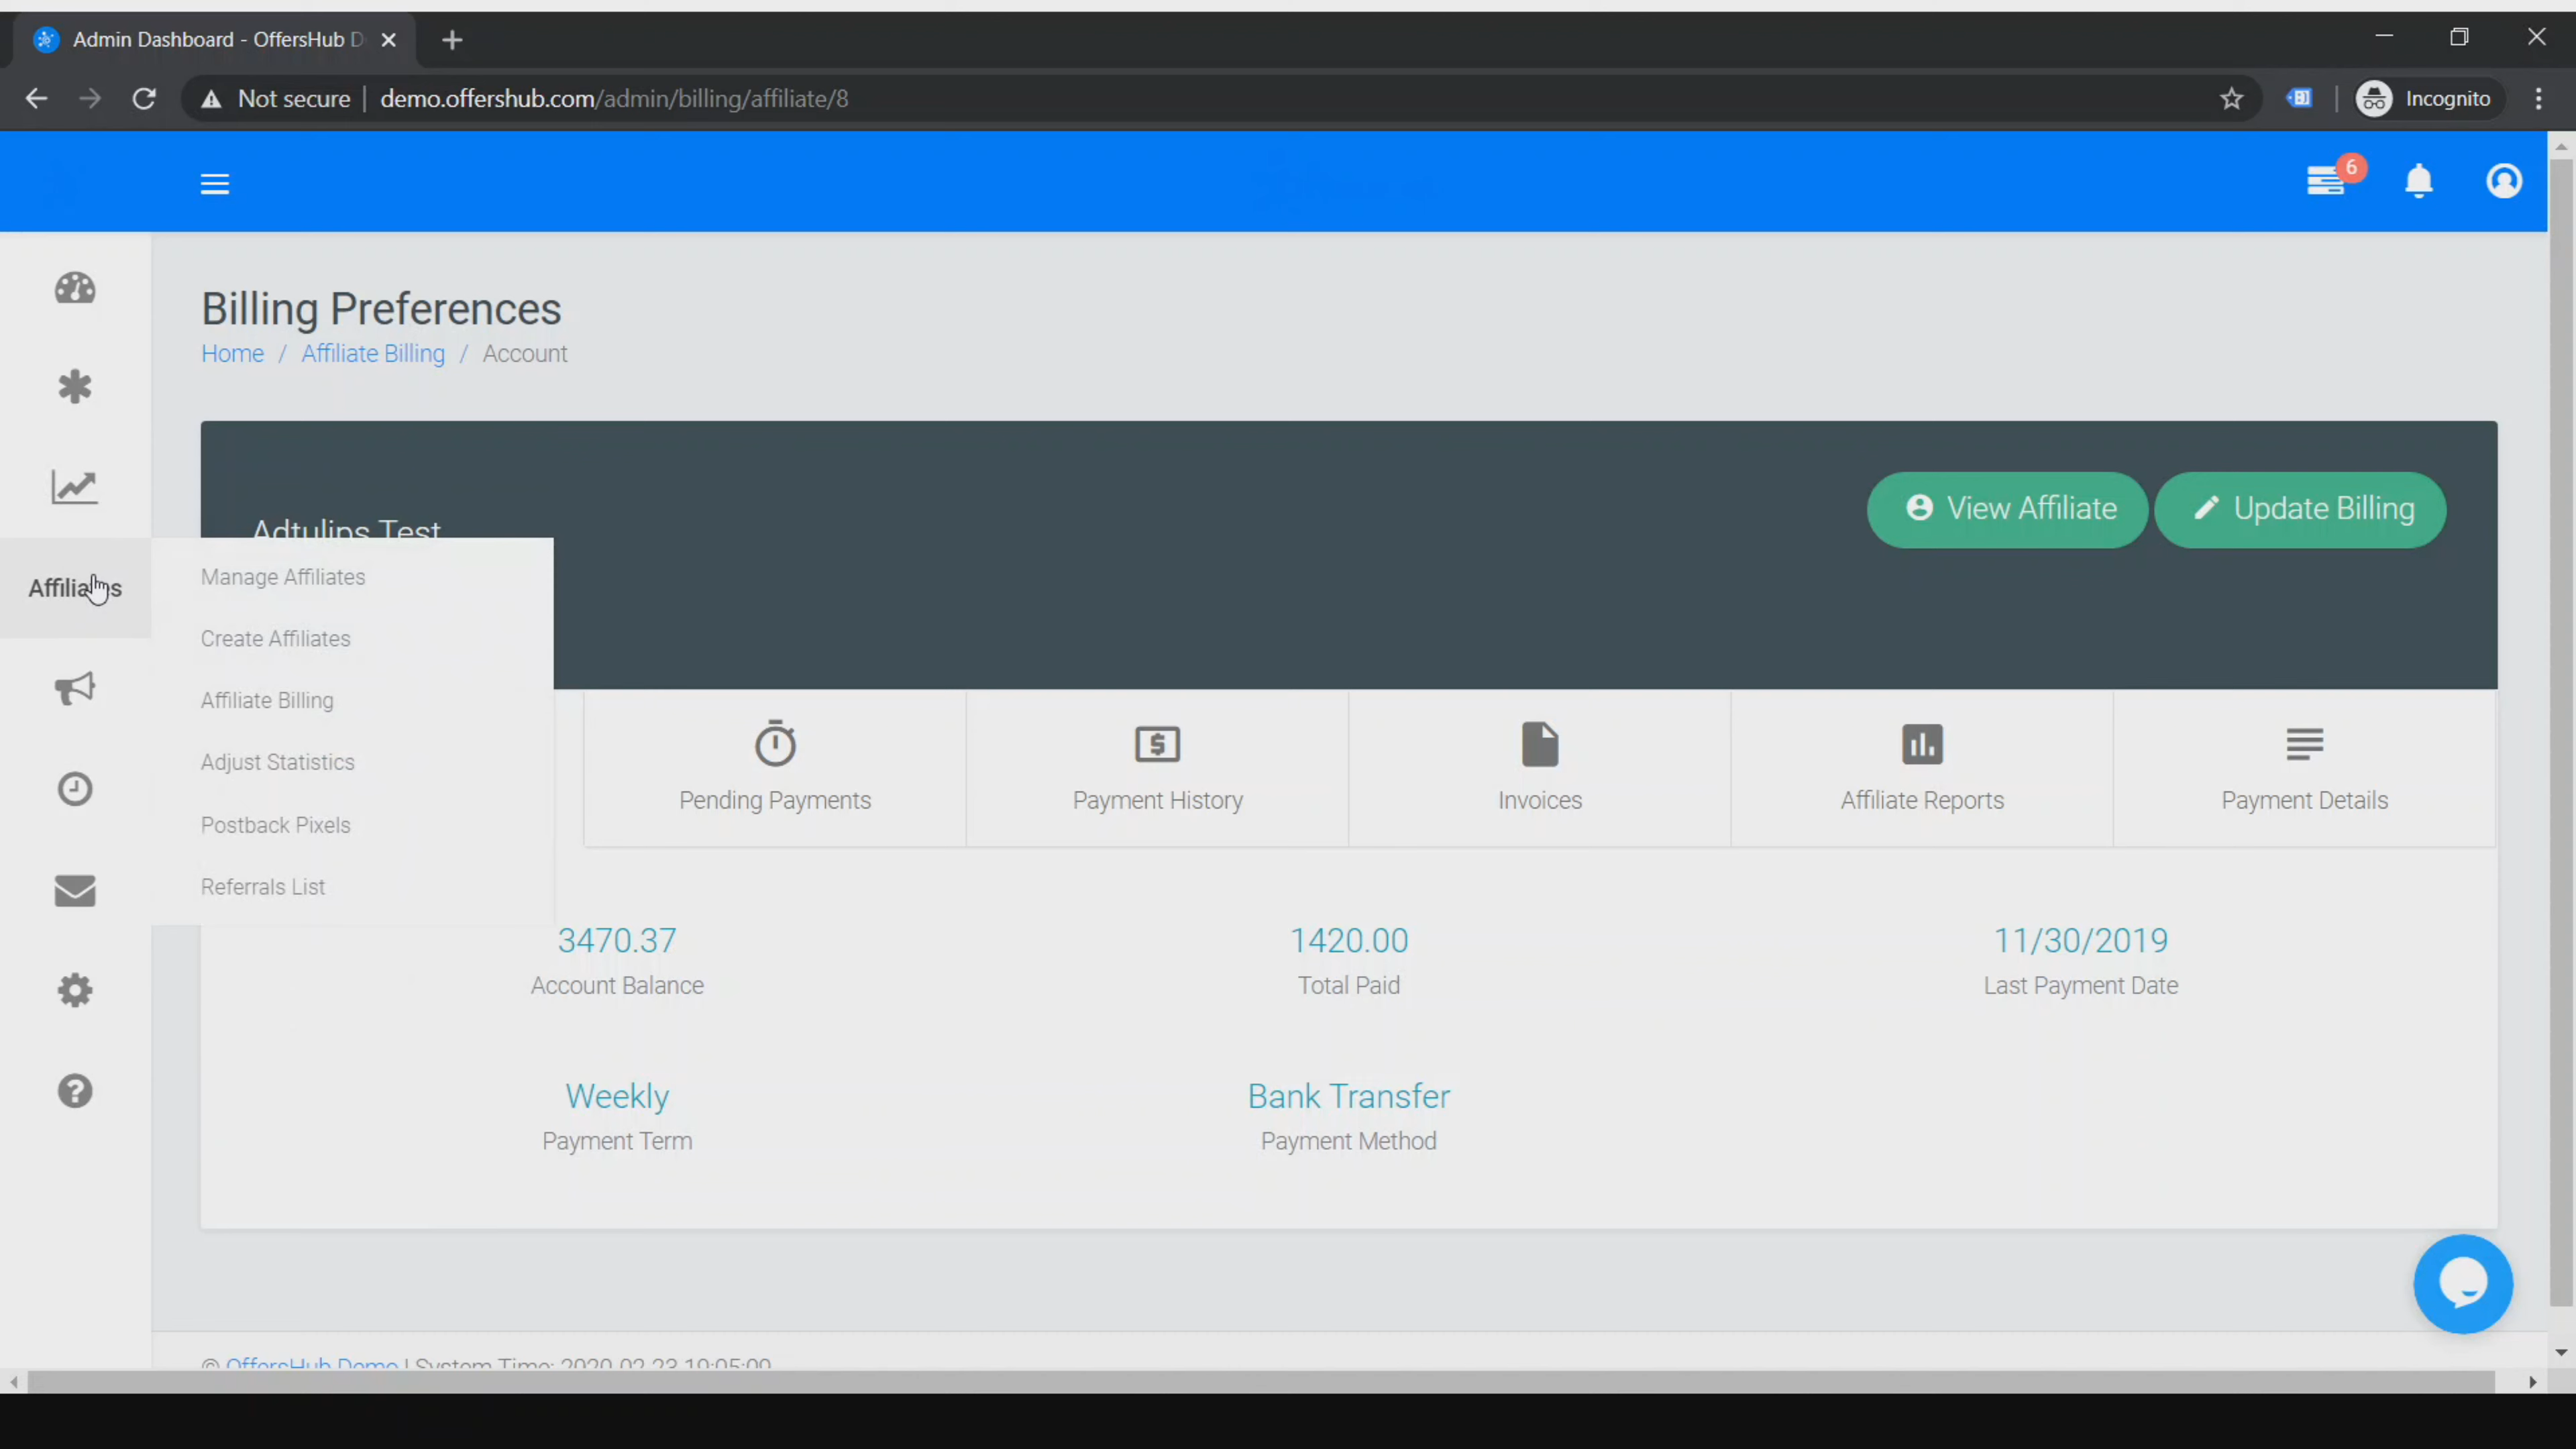 Admin Dashboard - OffersHub D
Not secure | demo.offershub.com/admin/billing/affiliate/8
Incognito
6
Billing Preferences
Home / Affiliate Billing / Account
Adtulips Test
View Affiliate
Update Billing
Affiliates
Manage Affiliates
Create Affiliates
Affiliate Billing
Adjust Statistics
Postback Pixels
Referrals List
Pending Payments
Payment History
Invoices
Affiliate Reports
Payment Details
3470.37
Account Balance
1420.00
Total Paid
11/30/2019
Last Payment Date
Weekly
Payment Term
Bank Transfer
Payment Method
© OffersHub Demo | System Time: 2020-02-23 19:05:09